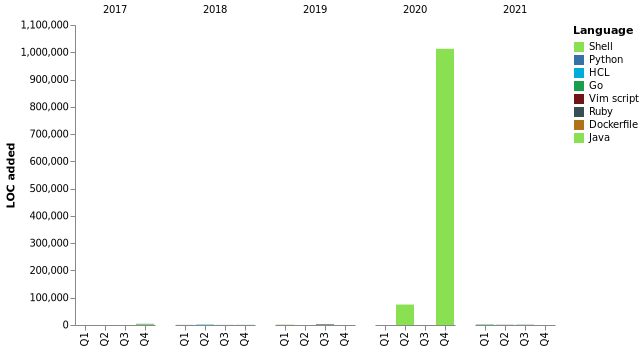 2017 2018 2019 2020 2021
1,100,000
1,000,000
900,000
800,000
700,000
600,000
500,000
400,000
300,000
200,000
100,000
0
LOC added
Q1 Q2 Q3 Q4 Q1 Q2 Q3 Q4 Q1 Q2 Q3 Q4 Q1 Q2 Q3 Q4 Q1 Q2 Q3 Q4
Language
Shell
Python
HCL
Go
Vim script
Ruby
Dockerfile
Java